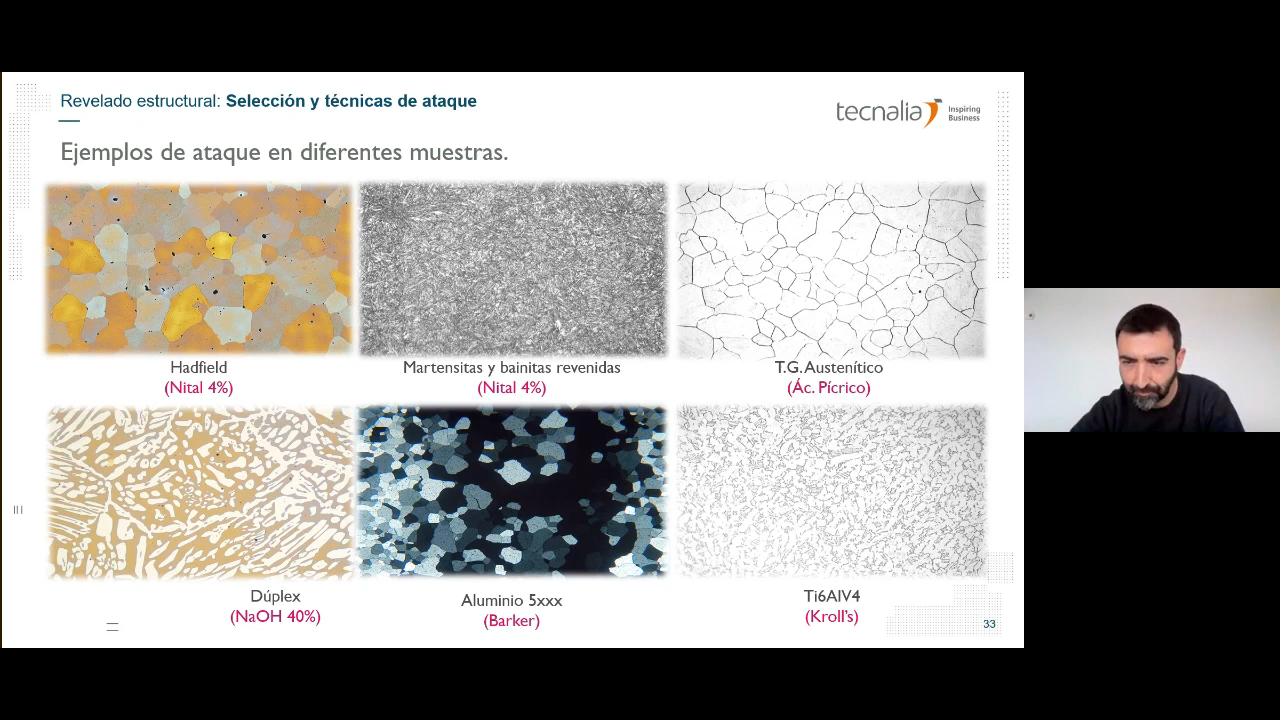 Revelado estructural: Selección y técnicas de ataque
tecnalia Inspiring Business
Ejemplos de ataque en diferentes muestras.
Hadfield
(Nital 4%)
Martensitas y bainitas revenidas
(Nital 4%)
T.G. Austenítico
(Ác. Pícrico)
Dúplex
(NaOH 40%)
Aluminio 5xxx
(Barker)
Ti6AlV4
(Kroll's)
33